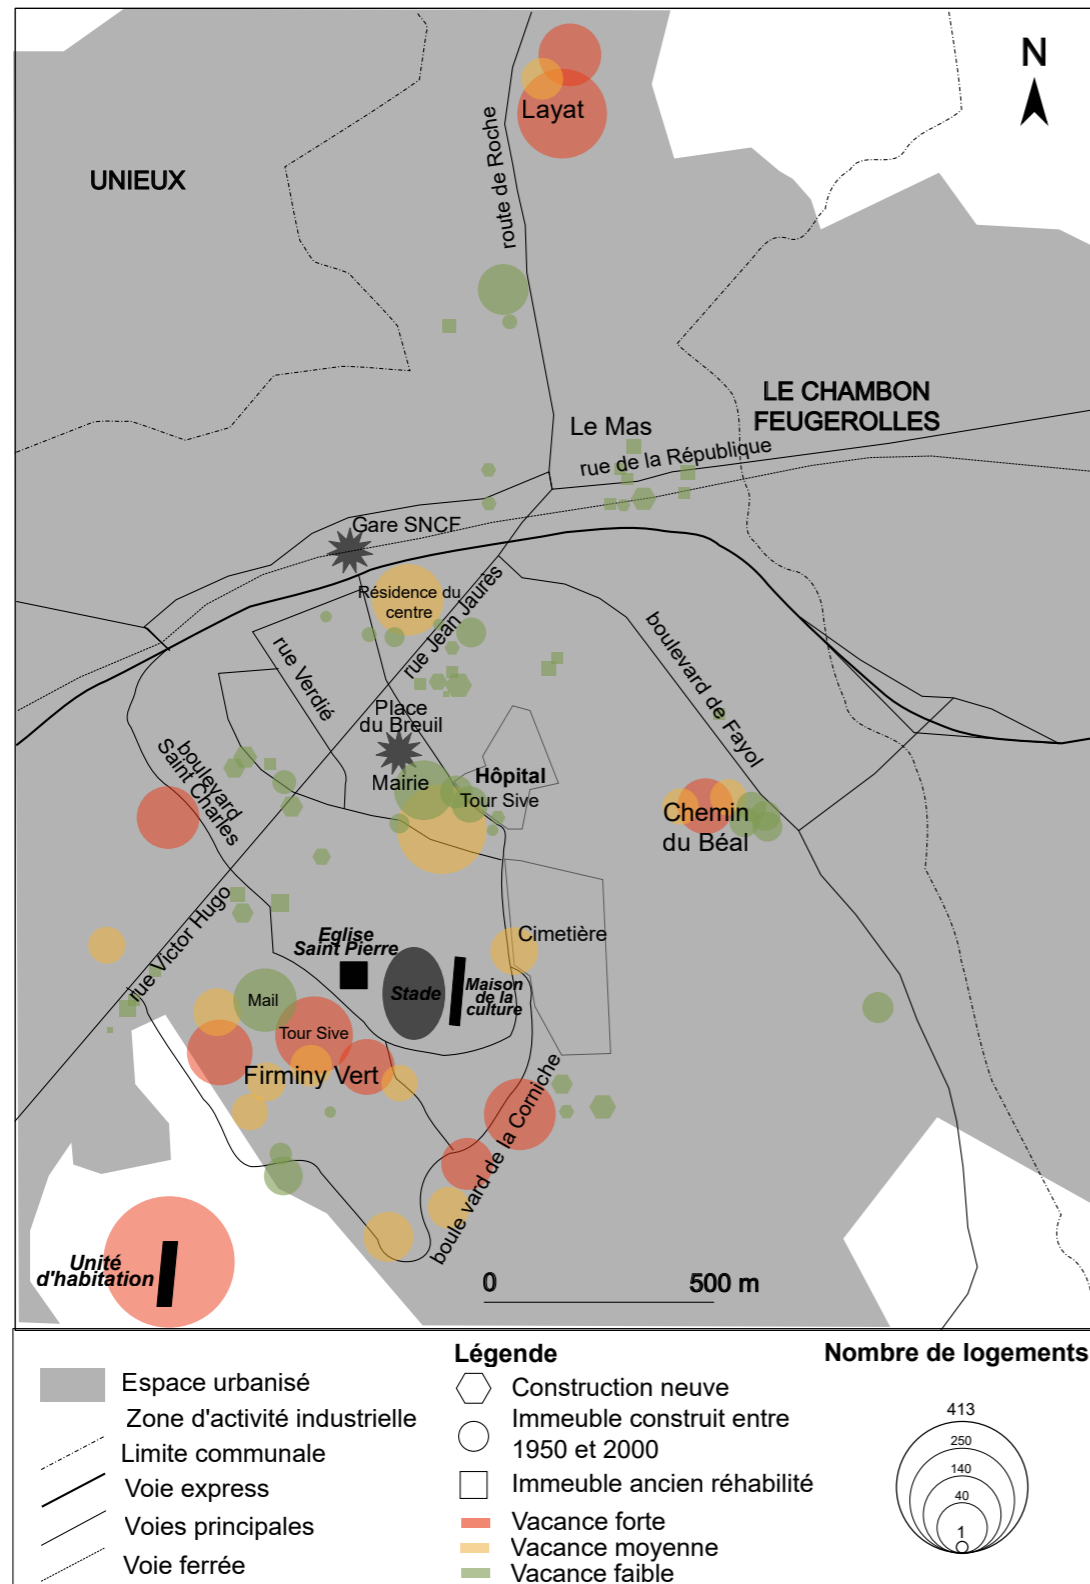 N
Layat
UNIEUX
route de Roche
LE CHAMBON
FEUGEROLLES
Le Mas
rue de la République
Gare SNCF
Résidence du
centre
rue Jean Jaurès
rue Verdié
boulevard de Fayol
Place
du Breuil
boulevard
Saint Charles
Mairie
Hôpital
Tour Sive
Chemin
du Béal
rue Victor Hugo
Eglise
Saint Pierre
Cimetière
Stade
Maison
de la
culture
Mail
Tour Sive
Firminy Vert
boule vard de la Corniche
Unité
d'habitation
0 500 m
Légende
Nombre de logements
Espace urbanisé
Zone d'activité industrielle
Limite communale
Voie express
Voies principales
Voie ferrée
Construction neuve
Immeuble construit entre
1950 et 2000
Immeuble ancien réhabilité
Vacance forte
Vacance moyenne
Vacance faible
413
250
140
40
1